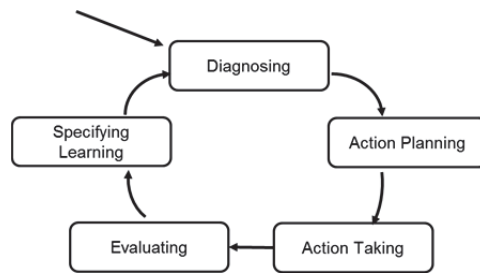 Diagnosing
Action Planning
Action Taking
Evaluating
Specifying
Learning